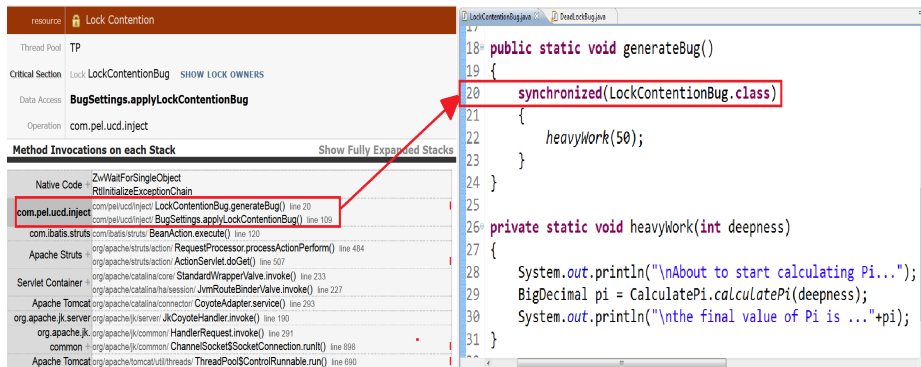 resource Lock Contention
Thread Pool TP
Critical Section Lock LockContentionBug SHOW LOCK OWNERS
Data Access BugSettings.applyLockContentionBug
Operation com.pel.ucd.inject
Method Invocations on each Stack Show Fully Expanded Stacks
Native Code + ZwWaitForSingleObject
RtlInitializeExceptionChain
com.pel.ucd.inject com/pel/ucd/inject/ LockContentionBug.generateBug() line 20
com/pel/ucd/inject/ BugSettings.applyLockContentionBug() line 109
com.ibatis.struts com/ibatis/struts/ BeanAction.execute() line 120
Apache Struts + org/apache/struts/action/ RequestProcessor.processActionPerform() line 484
org/apache/struts/action/ ActionServlet.doGet() line 507
Servlet Container + org/apache/catalina/core/ StandardWrapperValve.invoke() line 233
org/apache/catalina/ha/session/ JvmRouteBinderValve.invoke() line 227
Apache Tomcat org/apache/catalina/connector/ CoyoteAdapter.service() line 293
org.apache.jk.server org/apache/jk/server/ JkCoyoteHandler.invoke() line 190
org.apache.jk. common + org/apache/jk/common/ HandlerRequest.invoke() line 291
org/apache/jk/common/ ChannelSocket$SocketConnection.runIt() line 898
Apache Tomcat org/apache/tomcat/util/threads/ ThreadPool$ControlRunnable.run() line 690
LockContentionBug.java DeadLockBug.java
17
18 public static void generateBug()
19 {
20 synchronized(LockContentionBug.class)
21 {
22 heavyWork(50);
23 }
24 }
25
26 private static void heavyWork(int deepness)
27 {
28 System.out.println("\nAbout to start calculating Pi...");
29 BigDecimal pi = CalculatePi.calculatePi(deepness);
30 System.out.println("\nthe final value of Pi is ..."+pi);
31 }